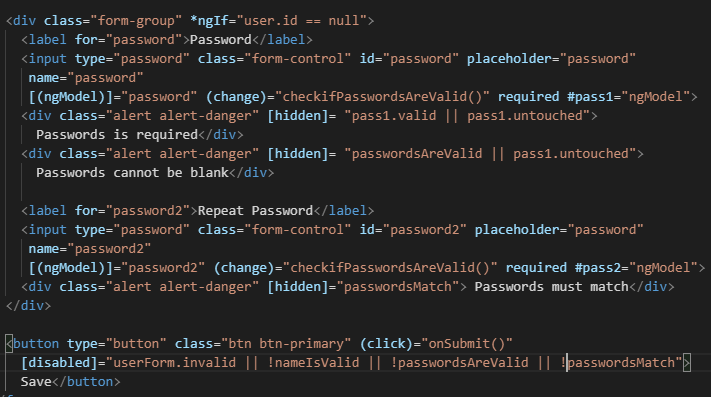 <div class="form-group" *ngIf="user.id == null">
<label for="password">Password</label>
<input type="password" class="form-control" id="password" placeholder="password"
name="password"
[(ngModel)]="password" (change)="checkifPasswordsAreValid()" required #pass1="ngModel">
<div class="alert alert-danger" [hidden]= "pass1.valid || pass1.untouched">
Passwords is required</div>
<div class="alert alert-danger" [hidden]= "passwordsAreValid || pass1.untouched">
Passwords cannot be blank</div>
<label for="password2">Repeat Password</label>
<input type="password" class="form-control" id="password2" placeholder="password"
name="password2"
[(ngModel)]="password2" (change)="checkifPasswordsAreValid()" required #pass2="ngModel">
<div class="alert alert-danger" [hidden]="passwordsMatch"> Passwords must match</div>
</div>
<button type="button" class="btn btn-primary" (click)="onSubmit()"
[disabled]="userForm.invalid || !nameIsValid || !passwordsAreValid || !passwordsMatch">
Save</button>